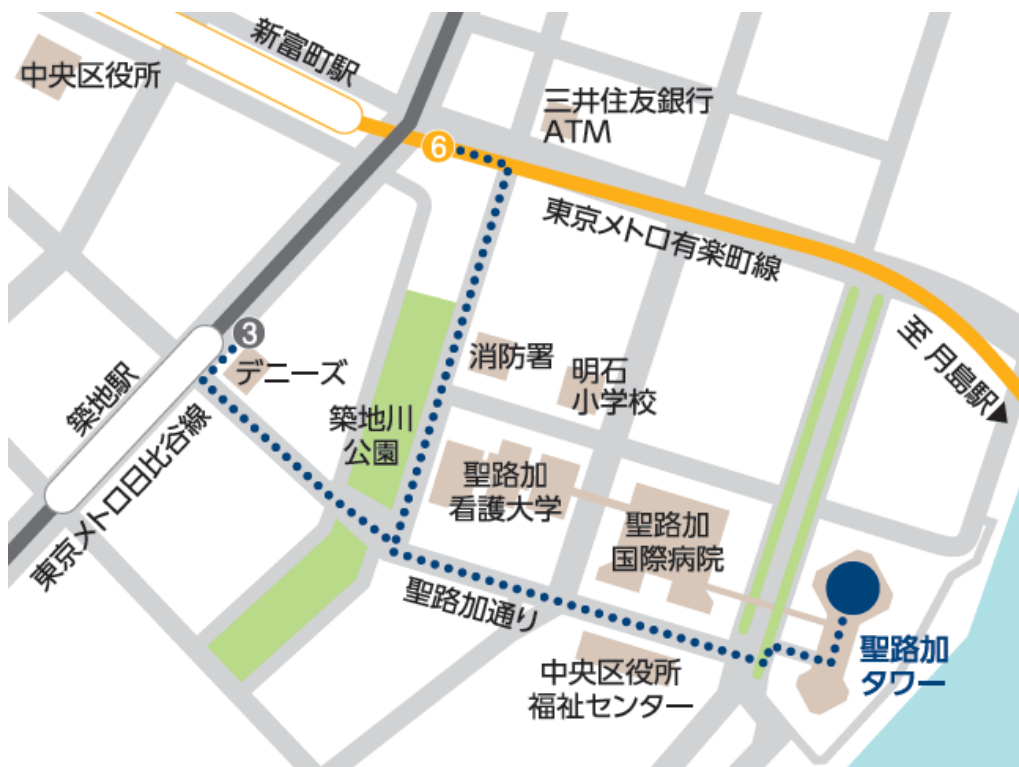 新富町駅
中央区役所
三井住友銀行
ATM
6
東京メトロ有楽町線
至 月島駅
3
デニーズ
消防署
明石
小学校
築地駅
築地川
公園
東京メトロ日比谷線
聖路加
看護大学
聖路加
国際病院
聖路加通り
聖路加
タワー
中央区役所
福祉センター